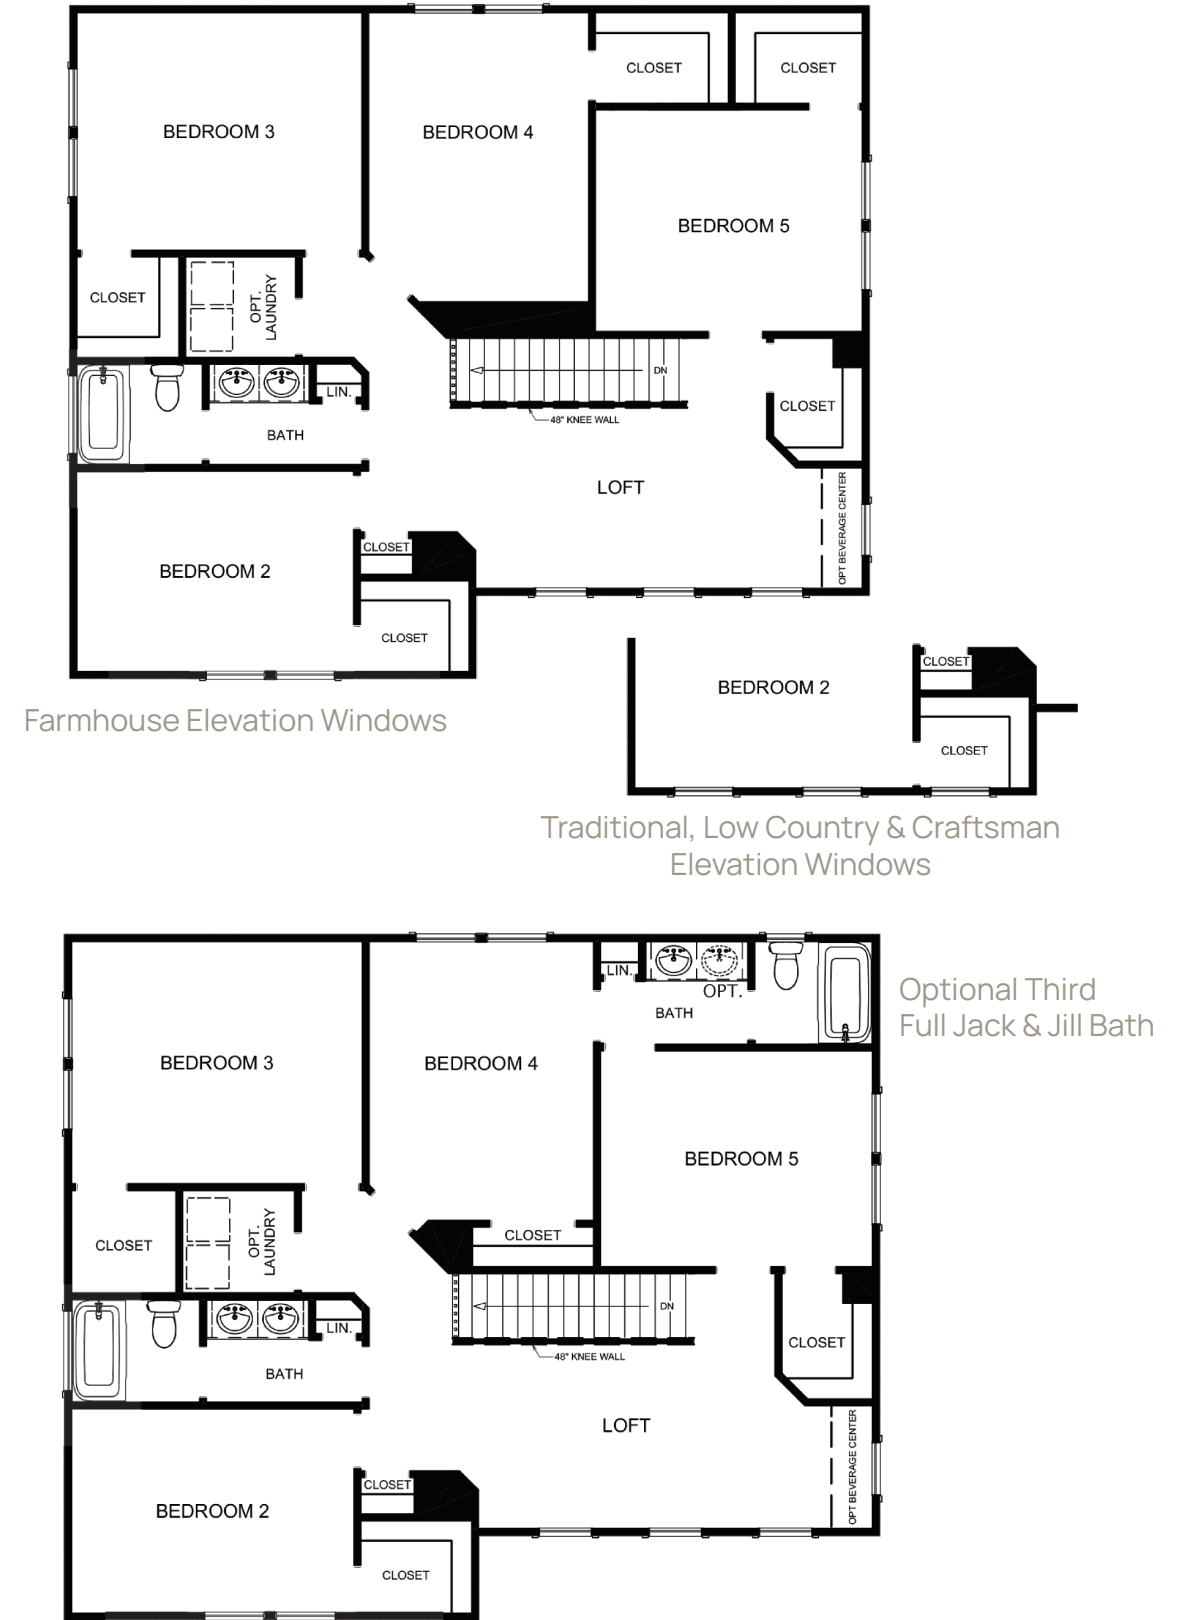 CLOSET
CLOSET
BEDROOM 3
BEDROOM 4
BEDROOM 5
CLOSET
OPT.
LAUNDRY
DN
LIN.
CLOSET
48" KNEE WALL
BATH
LOFT
OPT BEVERAGE CENTER
CLOSET
BEDROOM 2
CLOSET
Farmhouse Elevation Windows
CLOSET
BEDROOM 2
CLOSET
Traditional, Low Country & Craftsman
Elevation Windows
LIN.
OPT.
BATH
Optional Third
Full Jack & Jill Bath
BEDROOM 3
BEDROOM 4
BEDROOM 5
CLOSET
OPT.
LAUNDRY
CLOSET
DN
LIN.
CLOSET
48" KNEE WALL
BATH
LOFT
OPT BEVERAGE CENTER
CLOSET
BEDROOM 2
CLOSET